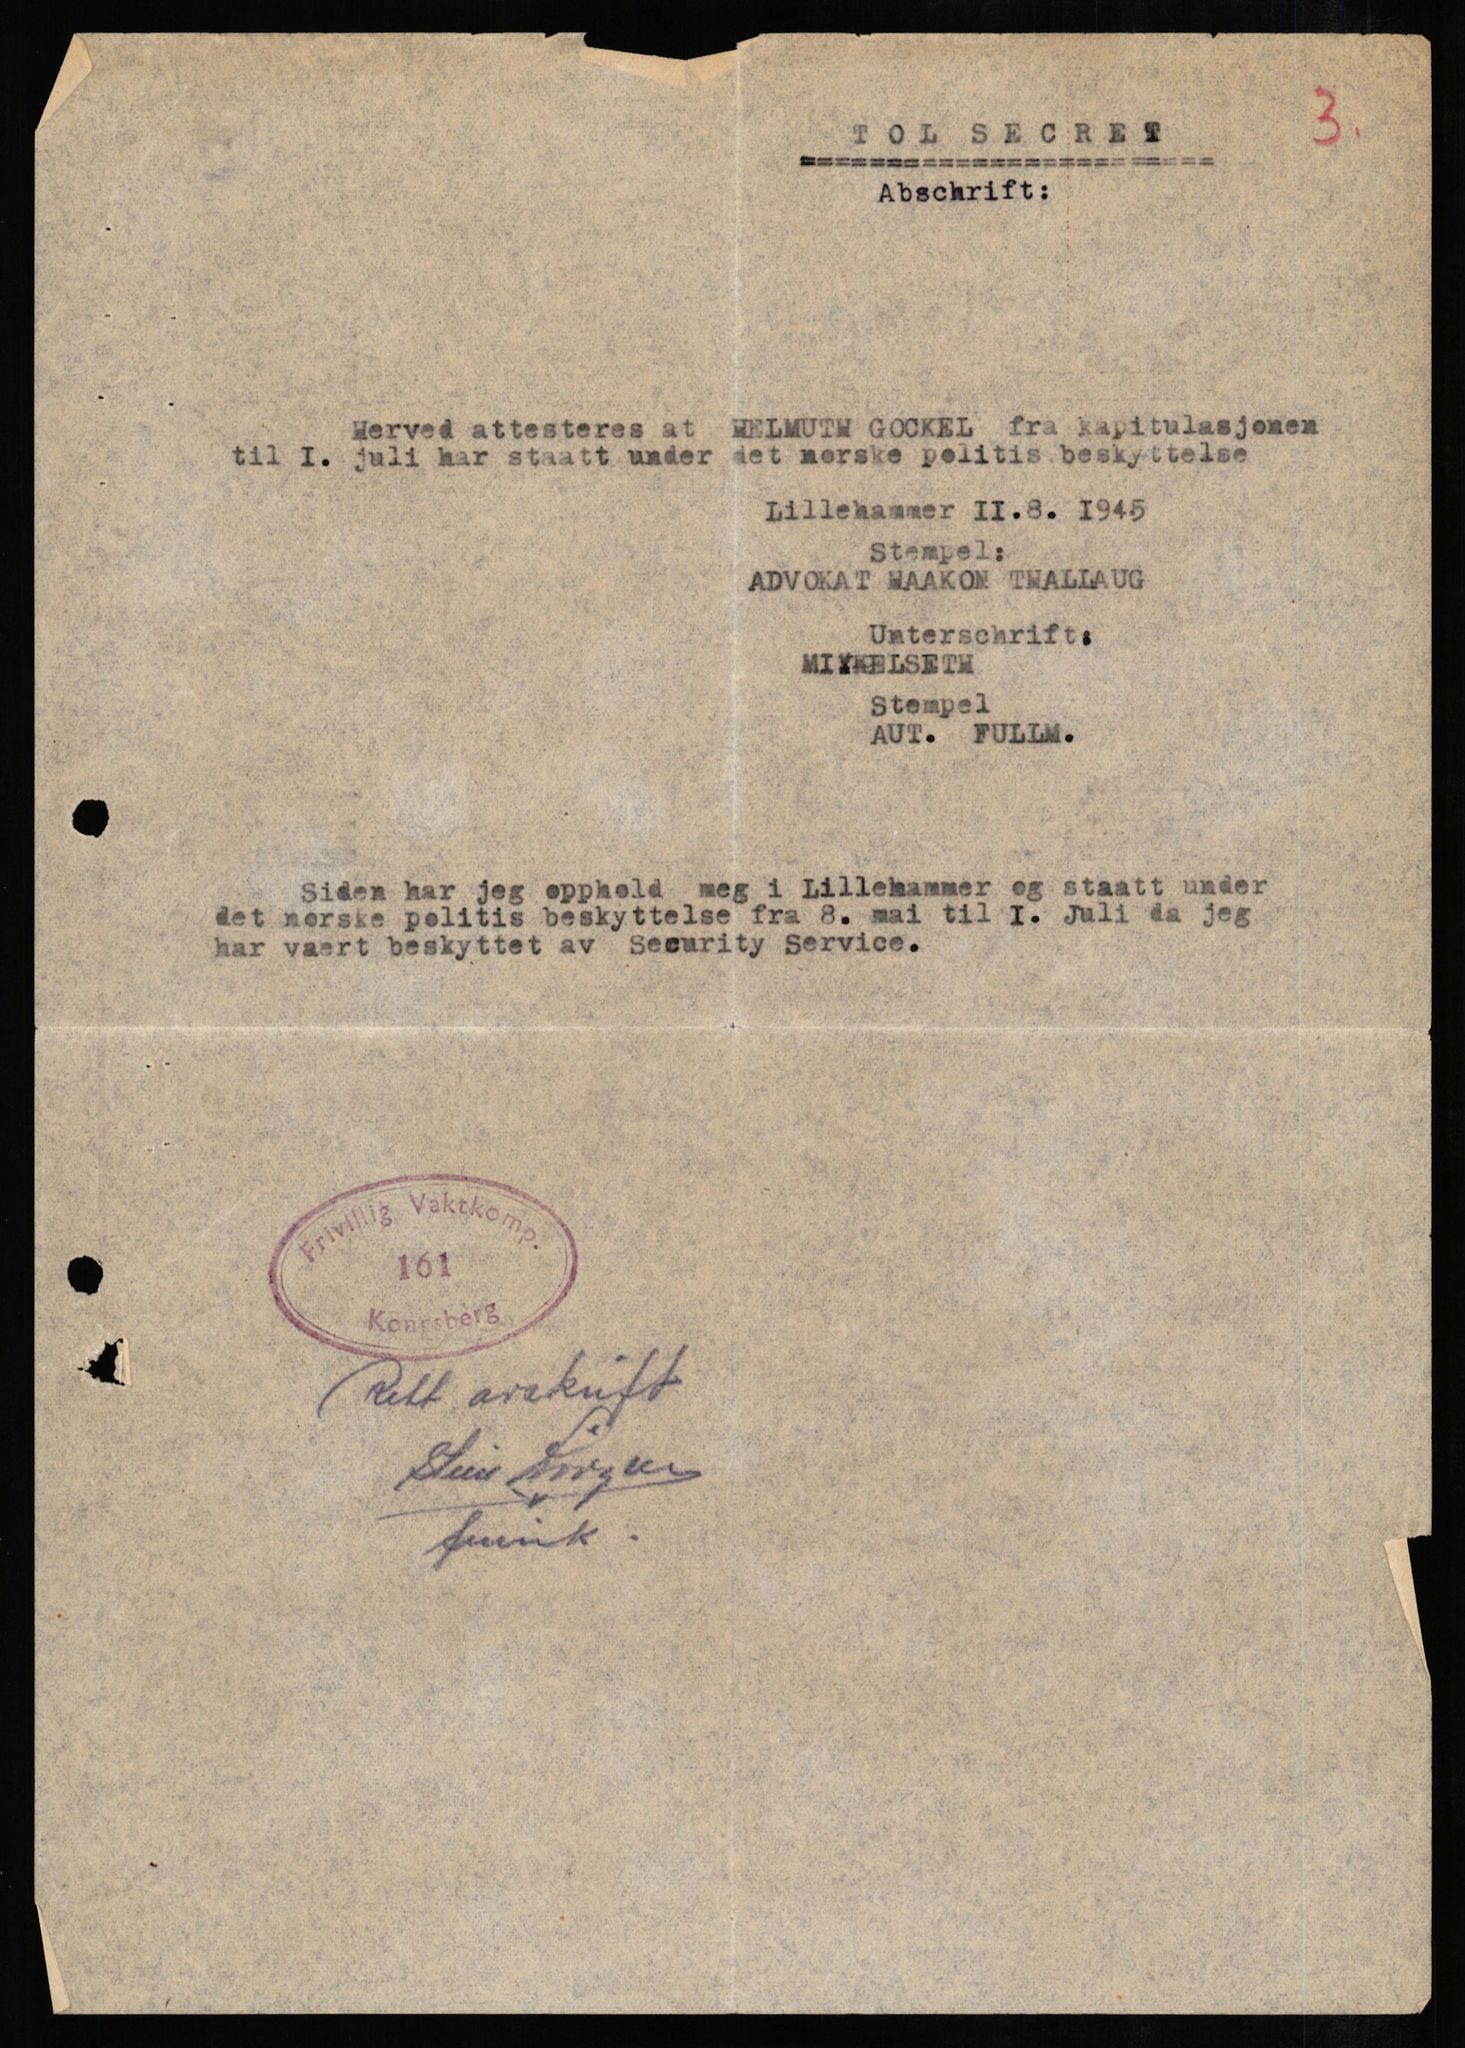 3.
TOL SECRET
========================
Abschrift:
Herved attesteres at HELMUTH GOCKEL fra kapitulasjonen
til I. juli har staatt under det norske politis beskyttelse
Lillehammer II.8. I945
Stempel:
ADVOKAT HAAKON THALLAUG
Unterschrift:
MIYKELSETH
Stempel
AUT. FULLM.
Siden har jeg opphold meg i Lillehammer og staatt under
det norske politis beskyttelse fra 8. mai til I. Juli da jeg
har vaert beskyttet av Security Service.
Frivillig Vaktkomp.
161
Kongsberg
Rett avskrift